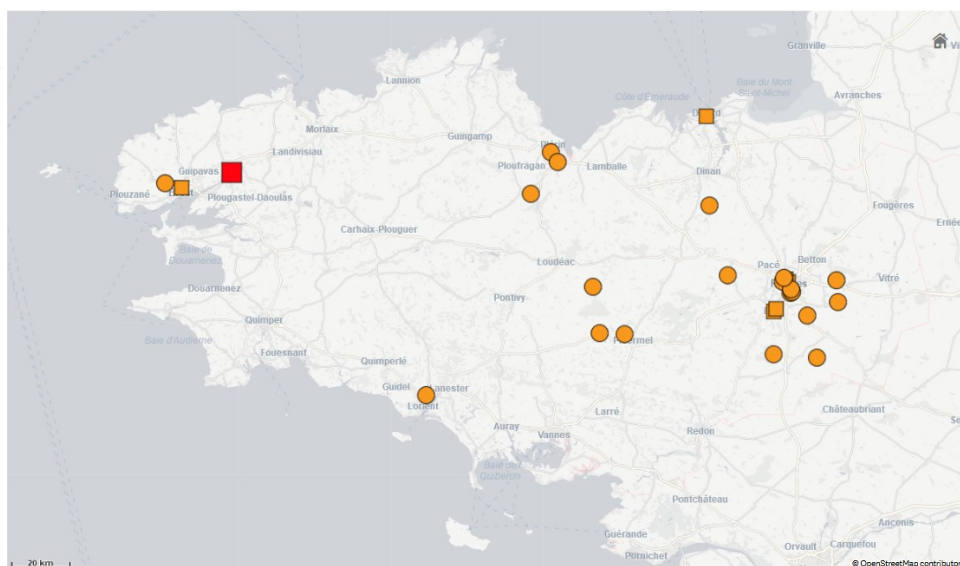 Granville
Baie du Mont
Saint-Michel
Côte d'Émeraude
Avranches
Lannion
Morlaix
Guingamp
Landivisiau
Guipavas
Ploufragan
Lamballe
Dinan
Plouzané
Plougastel-Daoulas
Fougères
Ernée
Carhaix-Plouguer
Baie de
Douarnenez
Loudéac
Pacé
Betton
Vitré
Douarnenez
Pontivy
Quimper
Baie d'Audierne
Fouesnant
Quimperlé
Guidel
Lanester
Lorient
Larré
Châteaubriant
Auray
Vannes
Redon
Baie de
Quiberon
Pontchâteau
Guérande
Ancenis
Pornichet
Orvault
Carquefou
20 km
© OpenStreetMap contributor